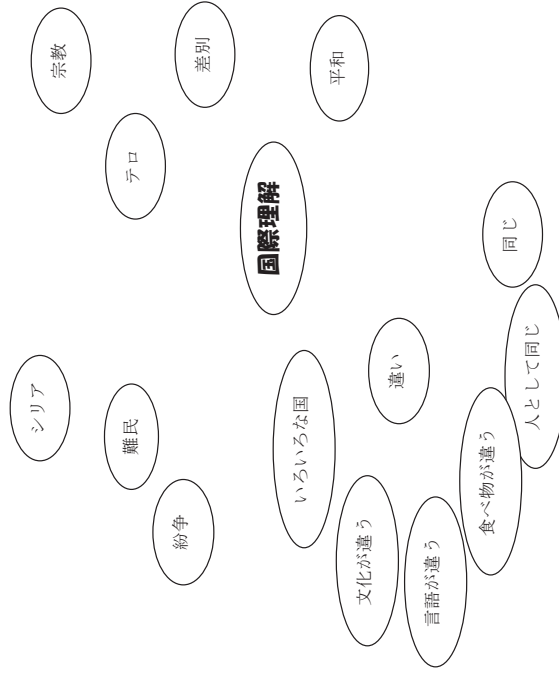 シリア
宗教
難民
テロ
紛争
差別
国際理解
いろいろな国
平和
文化が違う
違い
言語が違う
食べ物が違う
同じ
人として同じ